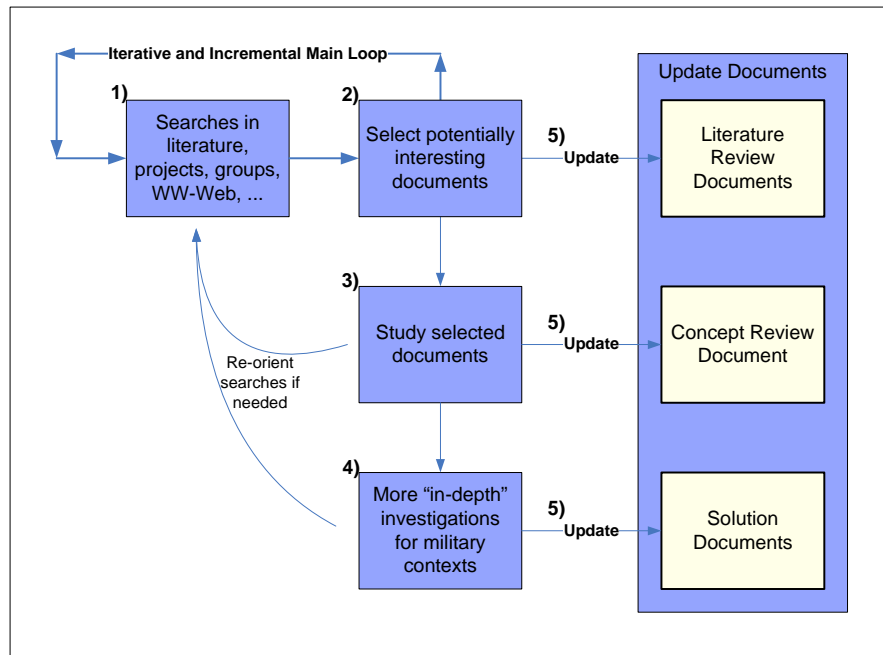 Iterative and Incremental Main Loop
Update Documents
1)
Searches in
literature,
projects, groups,
WW-Web, ...
2)
Select potentially
interesting
documents
5)
Update
Literature
Review
Documents
3)
Study selected
documents
5)
Update
Concept Review
Document
Re-orient
searches if
needed
4)
More “in-depth”
investigations
for military
contexts
5)
Update
Solution
Documents